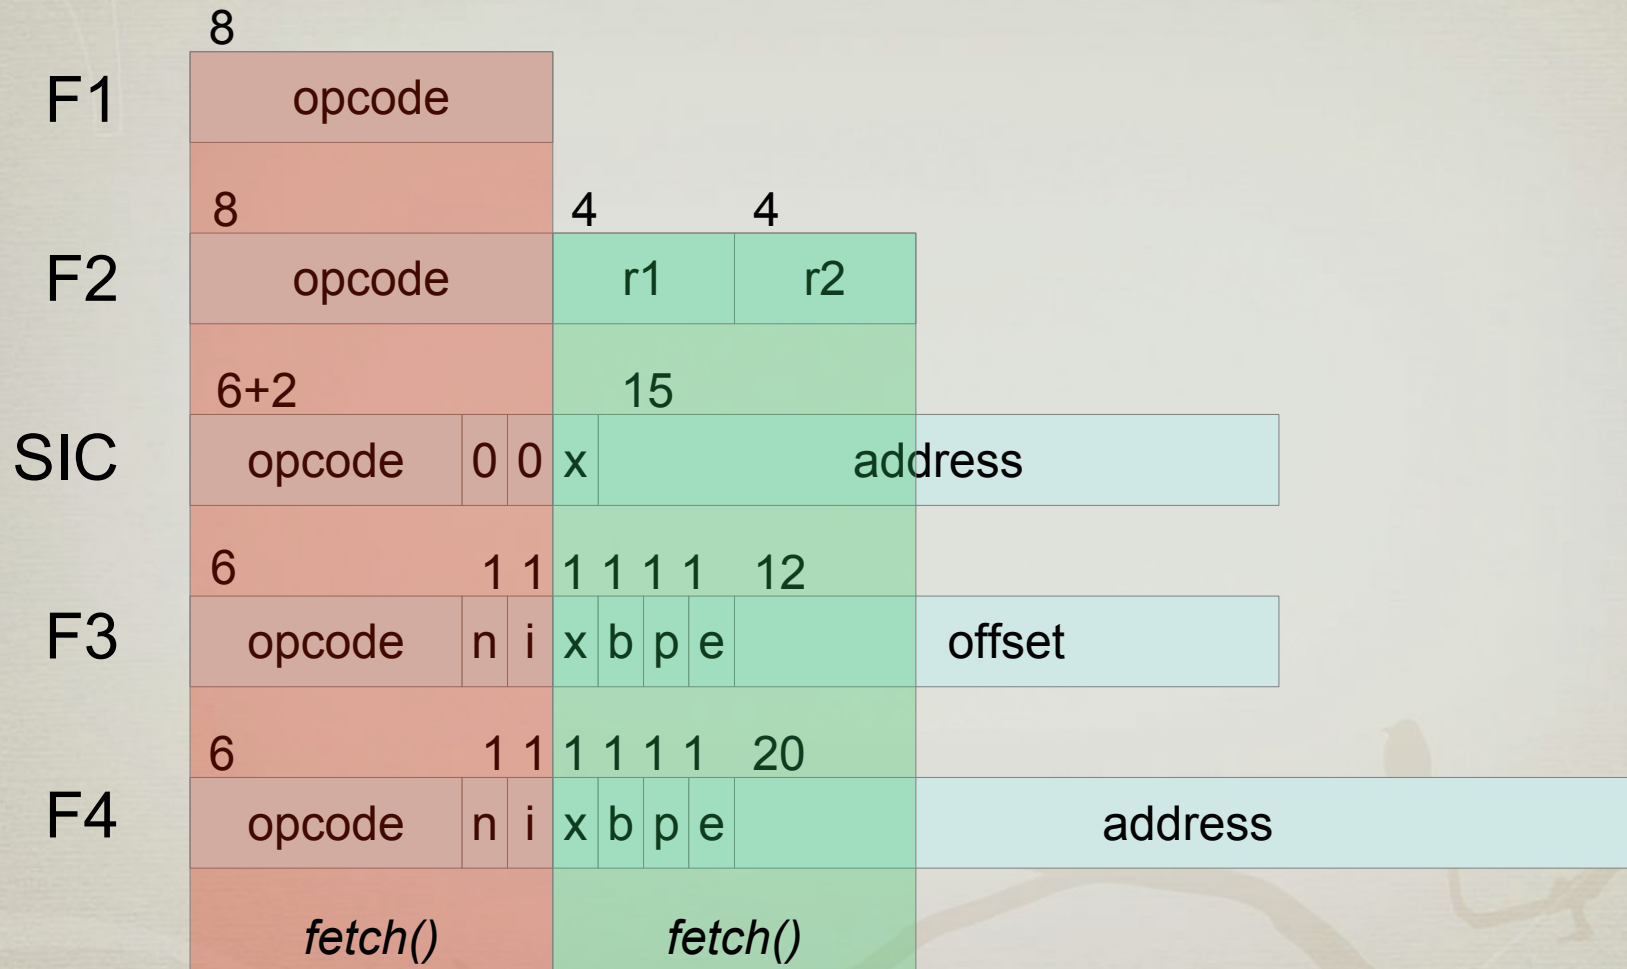 8
F1 opcode
8 4 4
F2 opcode r1 r2
6+2 15
SIC opcode 0 0 x address
6 1 1 1 1 1 1 12
F3 opcode n i x b p e offset
6 1 1 1 1 1 1 20
F4 opcode n i x b p e address
fetch() fetch()